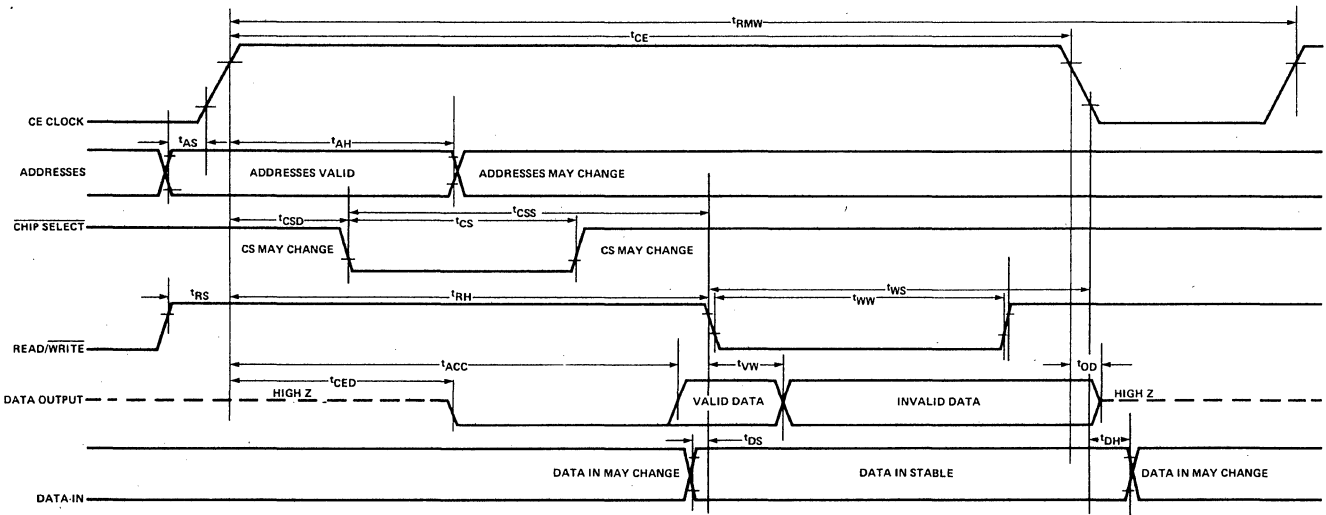 tRMW
tCE
CE CLOCK
tAS
tAH
ADDRESSES
ADDRESSES VALID
ADDRESSES MAY CHANGE
tCSS
tCSD
tCS
CHIP SELECT
CS MAY CHANGE
CS MAY CHANGE
tRS
tRH
tWS
tWW
READ/WRITE
tACC
tVW
tOD
tCED
HIGH Z
HIGH Z
DATA OUTPUT
VALID DATA
INVALID DATA
tDS
tDH
DATA IN MAY CHANGE
DATA IN STABLE
DATA IN MAY CHANGE
DATA-IN